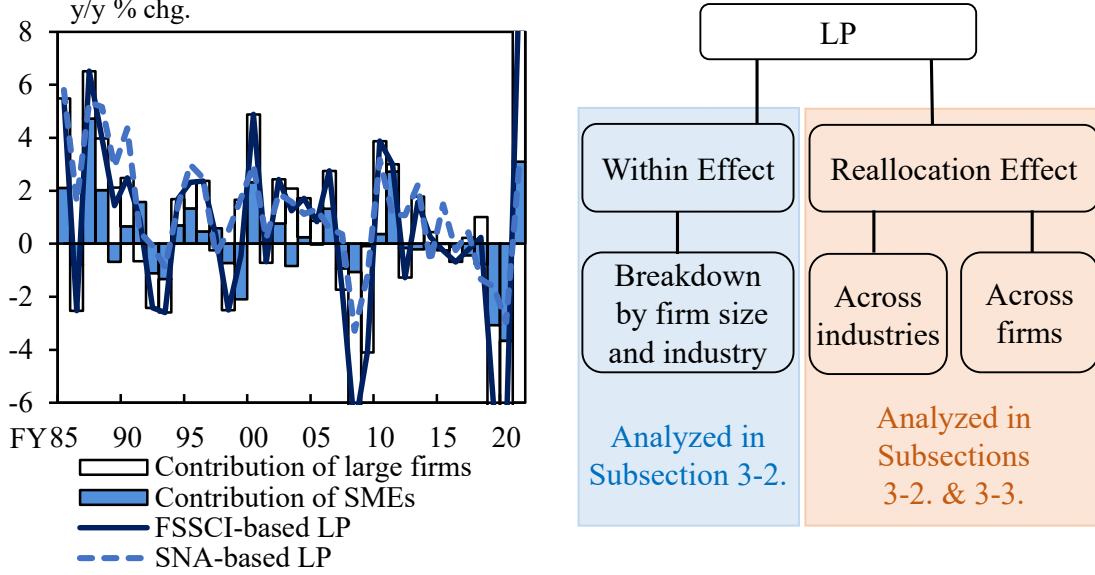 y/y % chg.
8
6
4
2
0
-2
-4
-6
FY 85 90 95 00 05 10 15 20
Contribution of large firms
Contribution of SMEs
FSSCI-based LP
SNA-based LP
LP
Within Effect
Breakdown
by firm size
and industry
Analyzed in
Subsection 3-2.
Reallocation Effect
Across
industries
Across
firms
Analyzed in
Subsections
3-2. & 3-3.